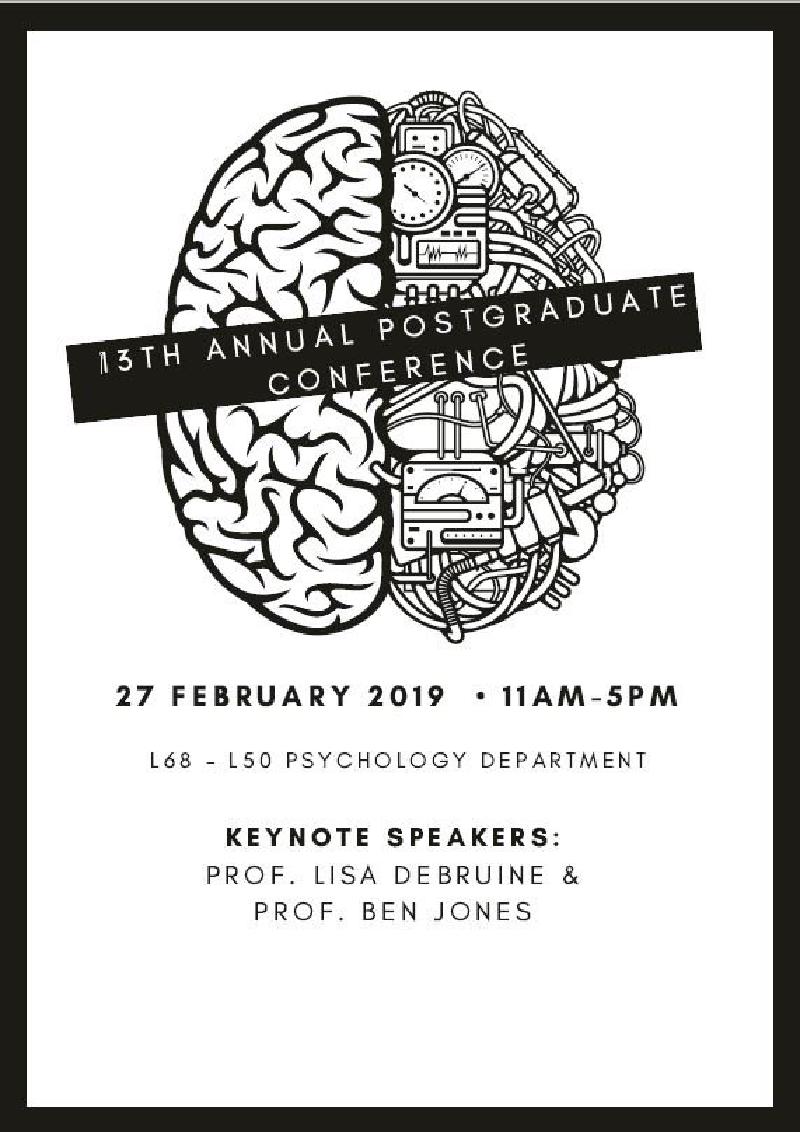 13TH ANNUAL POSTGRADUATE
CONFERENCE
27 FEBRUARY 2019 • 11AM-5PM
L68 - L50 PSYCHOLOGY DEPARTMENT
KEYNOTE SPEAKERS:
PROF. LISA DEBRUINE &
PROF. BEN JONES